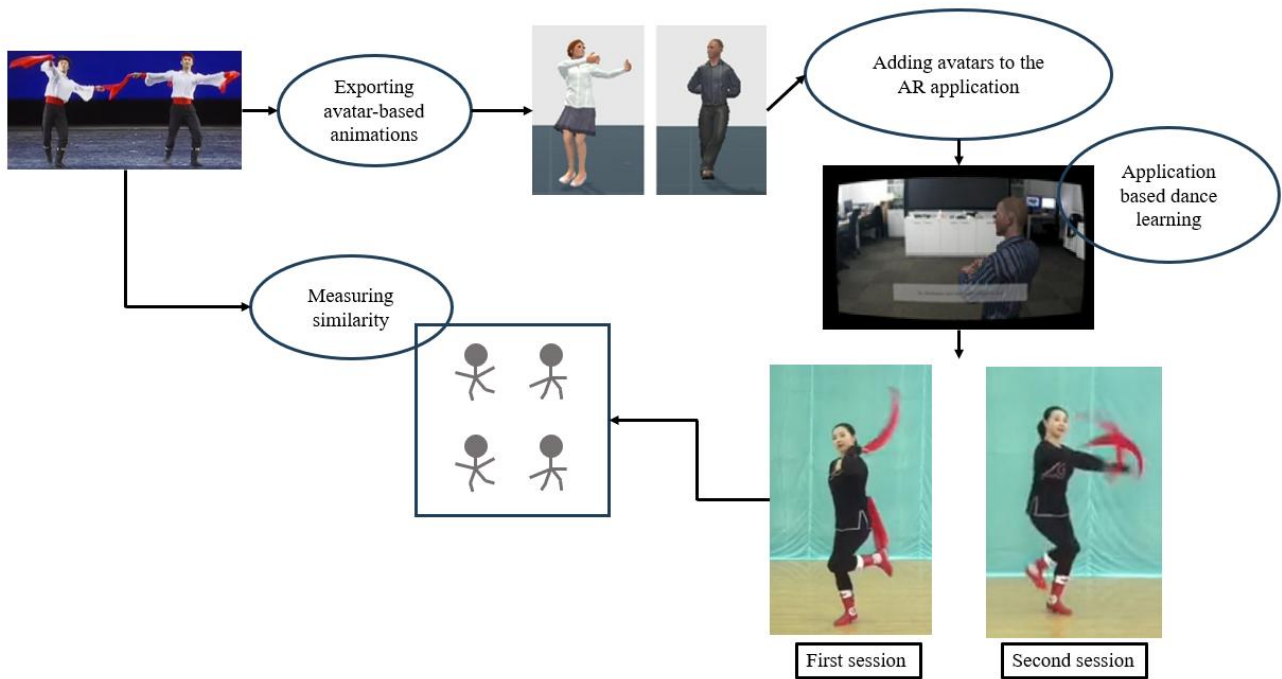 Exporting
avatar-based
animations
Adding avatars to the
AR application
Application
based dance
learning
Measuring
similarity
First session
Second session